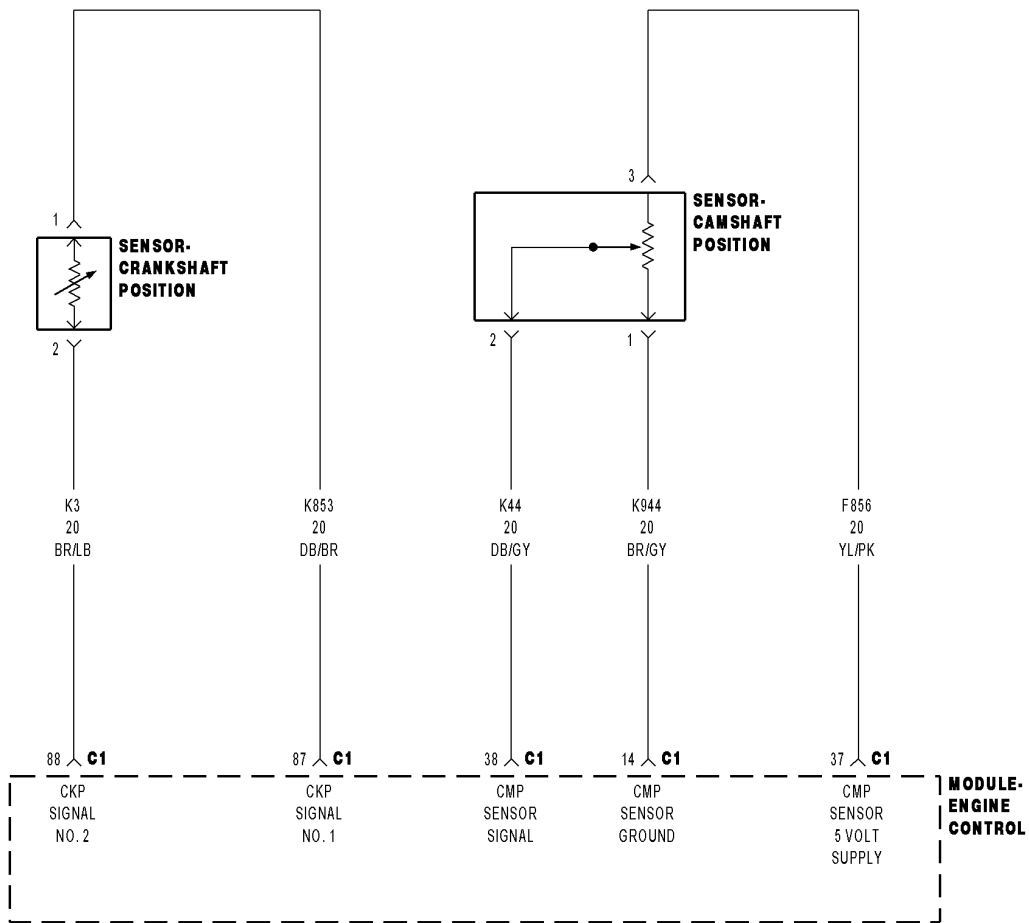 3
SENSOR-
CAMSHAFT
POSITION
1
SENSOR-
CRANKSHAFT
POSITION
2
2
1
K3
20
BR/LB
K853
20
DB/BR
K44
20
DB/GY
K944
20
BR/GY
F856
20
YL/PK
88 C1
87 C1
38 C1
14 C1
37 C1
CKP
SIGNAL
NO. 2
CKP
SIGNAL
NO. 1
CMP
SENSOR
SIGNAL
CMP
SENSOR
GROUND
CMP
SENSOR
5 VOLT
SUPPLY
MODULE-
ENGINE
CONTROL